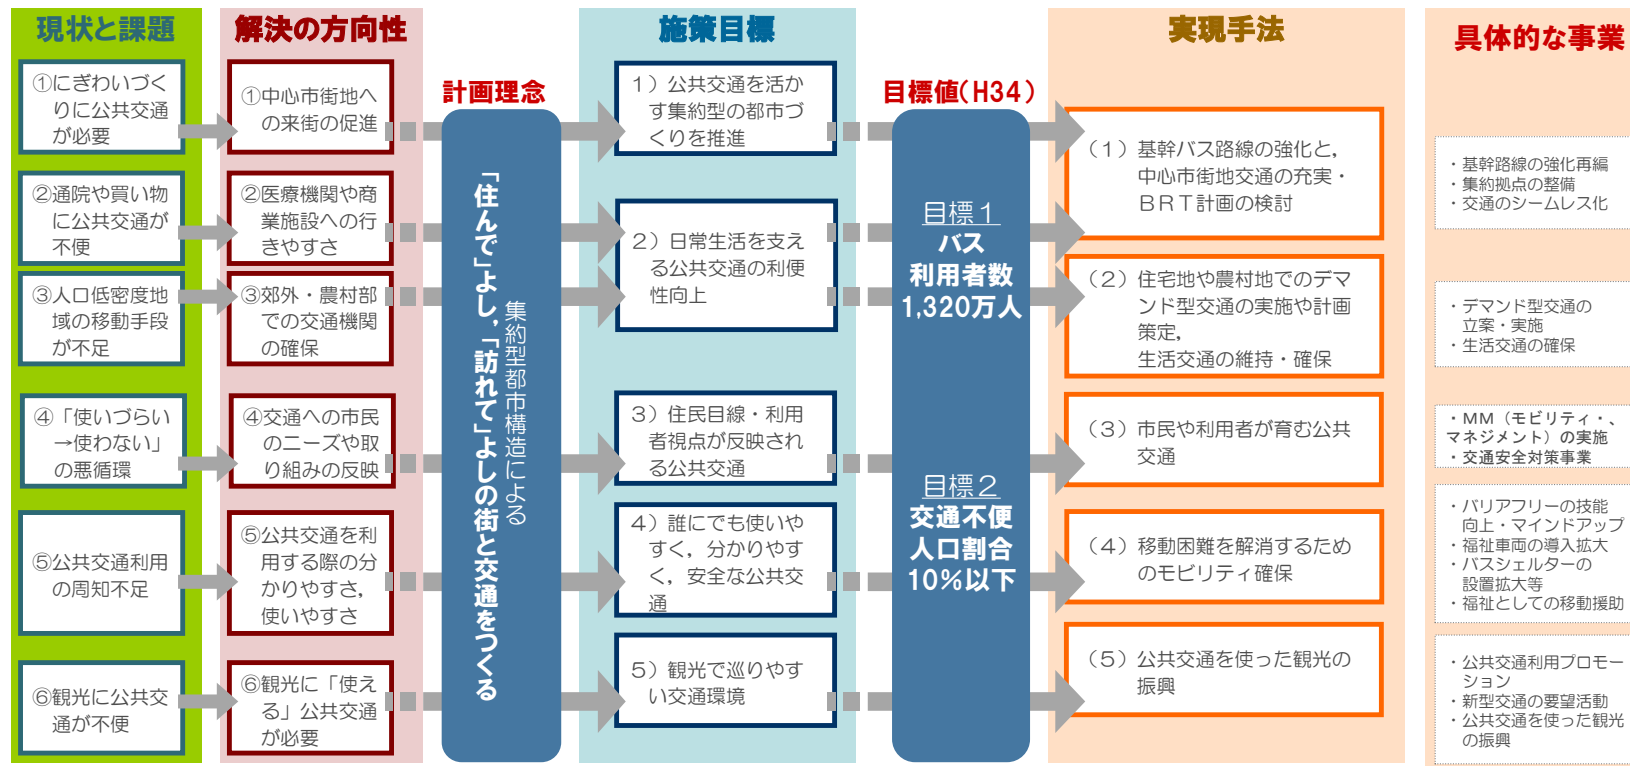 現状と課題
①にぎわいづく
りに公共交通
が必要
②通院や買い物
に公共交通が
不便
③人口低密度地
域の移動手段
が不足
④「使いづらい
→使わない」
の悪循環
⑤公共交通利用
の周知不足
⑥観光に公共交
通が不便
解決の方向性
①中心市街地へ
の来街の促進
②医療機関や商
業施設への行
きやすさ
③郊外・農村部
での交通機関
の確保
④交通への市民
のニーズや取
り組みの反映
⑤公共交通を利
用する際の分
かりやすさ,
使いやすさ
⑥観光に「使え
る」公共交通
が必要
計画理念
集約型都市構造による
「住んで」よし,「訪れて」よしの街と交通をつくる
施策目標
1）公共交通を活か
す集約型の都市づ
くりを推進
2）日常生活を支え
る公共交通の利便
性向上
3）住民目線・利用
者視点が反映され
る公共交通
4）誰にでも使いや
すく，分かりやす
く，安全な公共交
通
5）観光で巡りやす
い交通環境
目標値(H34)
目標1
バス
利用者数
1,320万人
目標2
交通不便
人口割合
10%以下
実現手法
（1）基幹バス路線の強化と，
中心市街地交通の充実・
BRT計画の検討
（2）住宅地や農村地でのデマ
ンド型交通の実施や計画
策定，
生活交通の維持・確保
（3）市民や利用者が育む公共
交通
（4）移動困難を解消するため
のモビリティ確保
（5）公共交通を使った観光の
振興
具体的な事業
・基幹路線の強化再編
・集約拠点の整備
・交通のシームレス化
・デマンド型交通の
立案・実施
・生活交通の確保
・MM（モビリティ・、
マネジメント）の実施
・交通安全対策事業
・バリアフリーの技能
向上・マインドアップ
・福祉車両の導入拡大
・バスシェルターの
設置拡大等
・福祉としての移動援助
・公共交通利用プロモー
ション
・新型交通の要望活動
・公共交通を使った観光
の振興